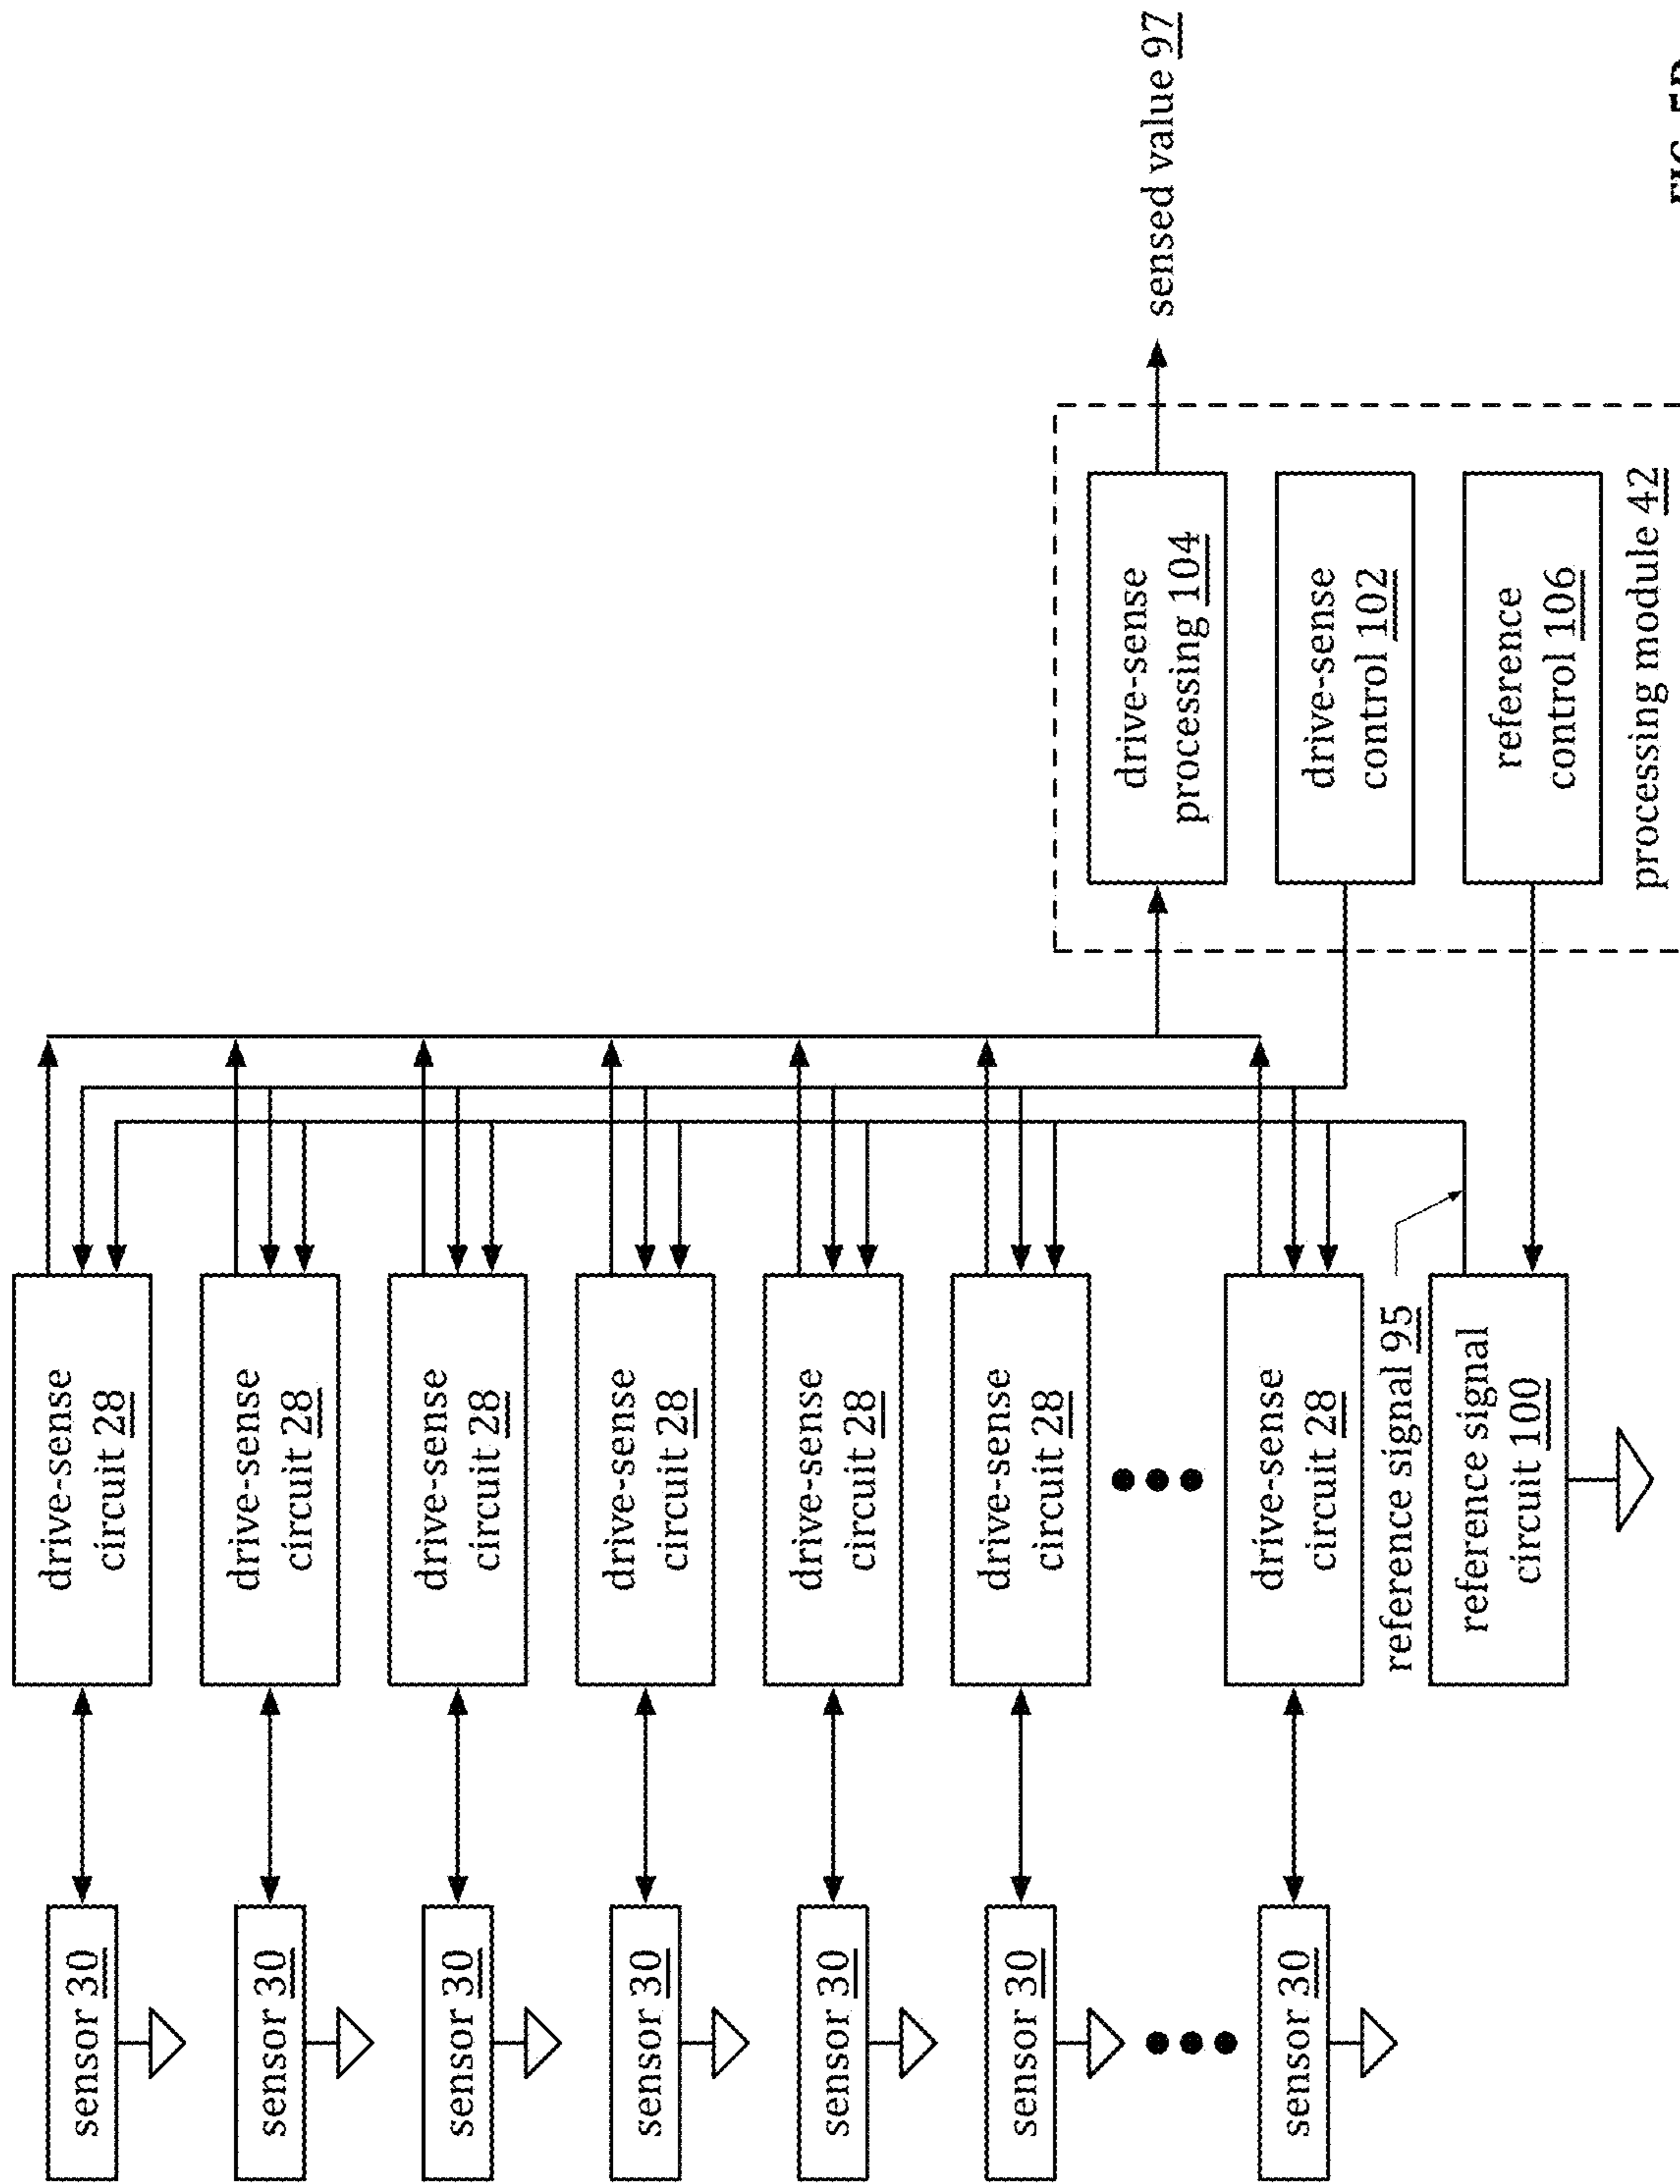 sensor 30
drive-sense
circuit 28
sensor 30
drive-sense
circuit 28
sensor 30
drive-sense
circuit 28
sensor 30
drive-sense
circuit 28
sensor 30
drive-sense
circuit 28
sensor 30
drive-sense
circuit 28
sensor 30
drive-sense
circuit 28
reference signal 95
reference signal
circuit 100
drive-sense
processing 104
sensed value 97
drive-sense
control 102
reference
control 106
processing module 42